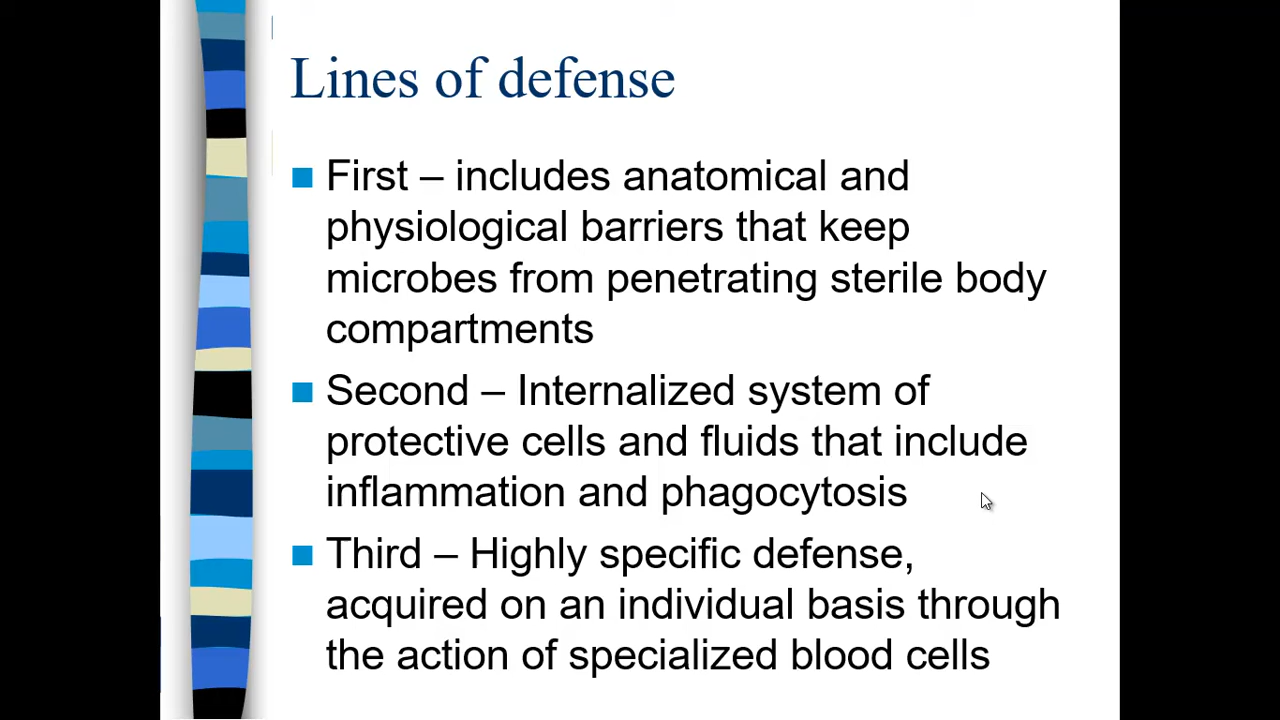 Lines of defense
First – includes anatomical and
physiological barriers that keep
microbes from penetrating sterile body
compartments
Second – Internalized system of
protective cells and fluids that include
inflammation and phagocytosis
Third – Highly specific defense,
acquired on an individual basis through
the action of specialized blood cells